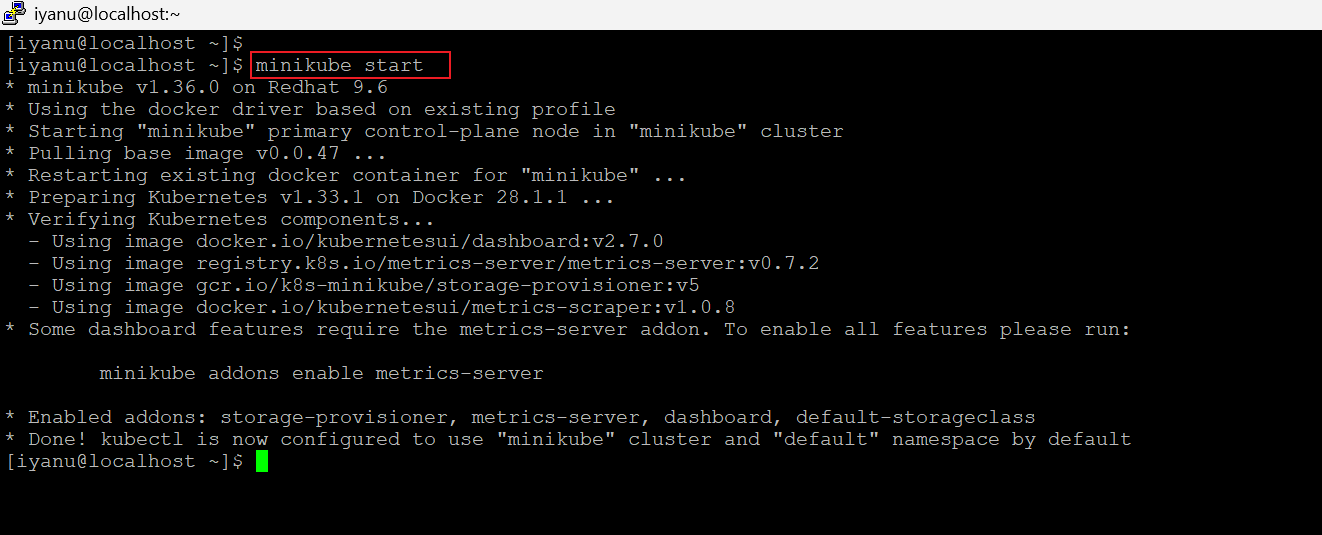 iyanu@localhost:~
[iyanu@localhost ~]$
[iyanu@localhost ~]$ minikube start
* minikube v1.36.0 on Redhat 9.6
* Using the docker driver based on existing profile
* Starting "minikube" primary control-plane node in "minikube" cluster
* Pulling base image v0.0.47 ...
* Restarting existing docker container for "minikube" ...
* Preparing Kubernetes v1.33.1 on Docker 28.1.1 ...
* Verifying Kubernetes components...
  - Using image docker.io/kubernetesui/dashboard:v2.7.0
  - Using image registry.k8s.io/metrics-server/metrics-server:v0.7.2
  - Using image gcr.io/k8s-minikube/storage-provisioner:v5
  - Using image docker.io/kubernetesui/metrics-scraper:v1.0.8
* Some dashboard features require the metrics-server addon. To enable all features please run:
        minikube addons enable metrics-server
* Enabled addons: storage-provisioner, metrics-server, dashboard, default-storageclass
* Done! kubectl is now configured to use "minikube" cluster and "default" namespace by default
[iyanu@localhost ~]$